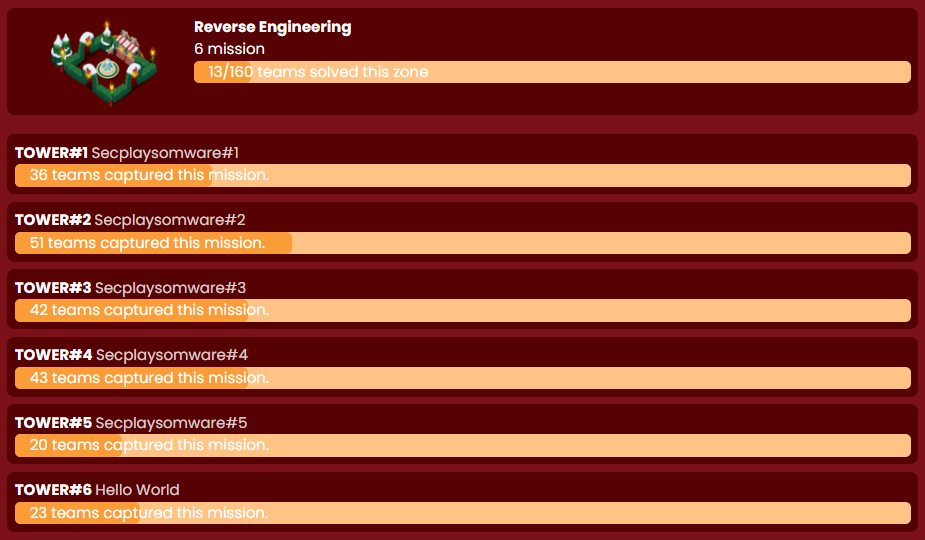 Reverse Engineering
6 mission
13/160 teams solved this zone
TOWER#1 Secplaysomware#1
36 teams captured this mission.
TOWER#2 Secplaysomware#2
51 teams captured this mission.
TOWER#3 Secplaysomware#3
42 teams captured this mission.
TOWER#4 Secplaysomware#4
43 teams captured this mission.
TOWER#5 Secplaysomware#5
20 teams captured this mission.
TOWER#6 Hello World
23 teams captured this mission.